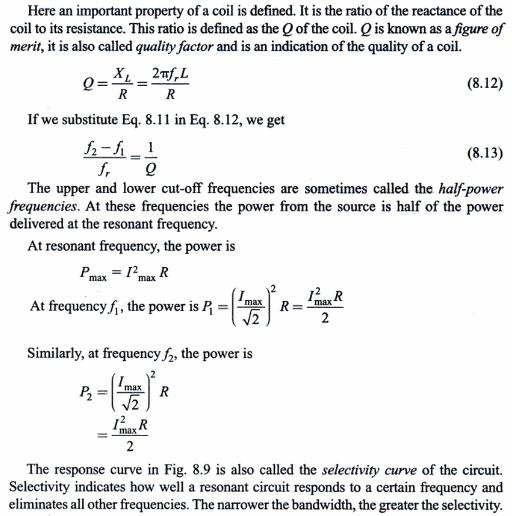 Here an important property of a coil is defined. It is the ratio of the reactance of the
coil to its resistance. This ratio is defined as the Q of the coil. Q is known as a figure of
merit, it is also called quality factor and is an indication of the quality of a coil.
Q = X_L / R = 2πf_r L / R (8.12)
If we substitute Eq. 8.11 in Eq. 8.12, we get
(f₂ − f₁) / f_r = 1 / Q (8.13)
The upper and lower cut-off frequencies are sometimes called the half-power
frequencies. At these frequencies the power from the source is half of the power
delivered at the resonant frequency.
At resonant frequency, the power is
P_max = I²_max R
At frequency f₁, the power is P₁ = (I_max / √2)² R = I²_max R / 2
Similarly, at frequency f₂, the power is
P₂ = (I_max / √2)² R
= I²_max R / 2
The response curve in Fig. 8.9 is also called the selectivity curve of the circuit.
Selectivity indicates how well a resonant circuit responds to a certain frequency and
eliminates all other frequencies. The narrower the bandwidth, the greater the selectivity.